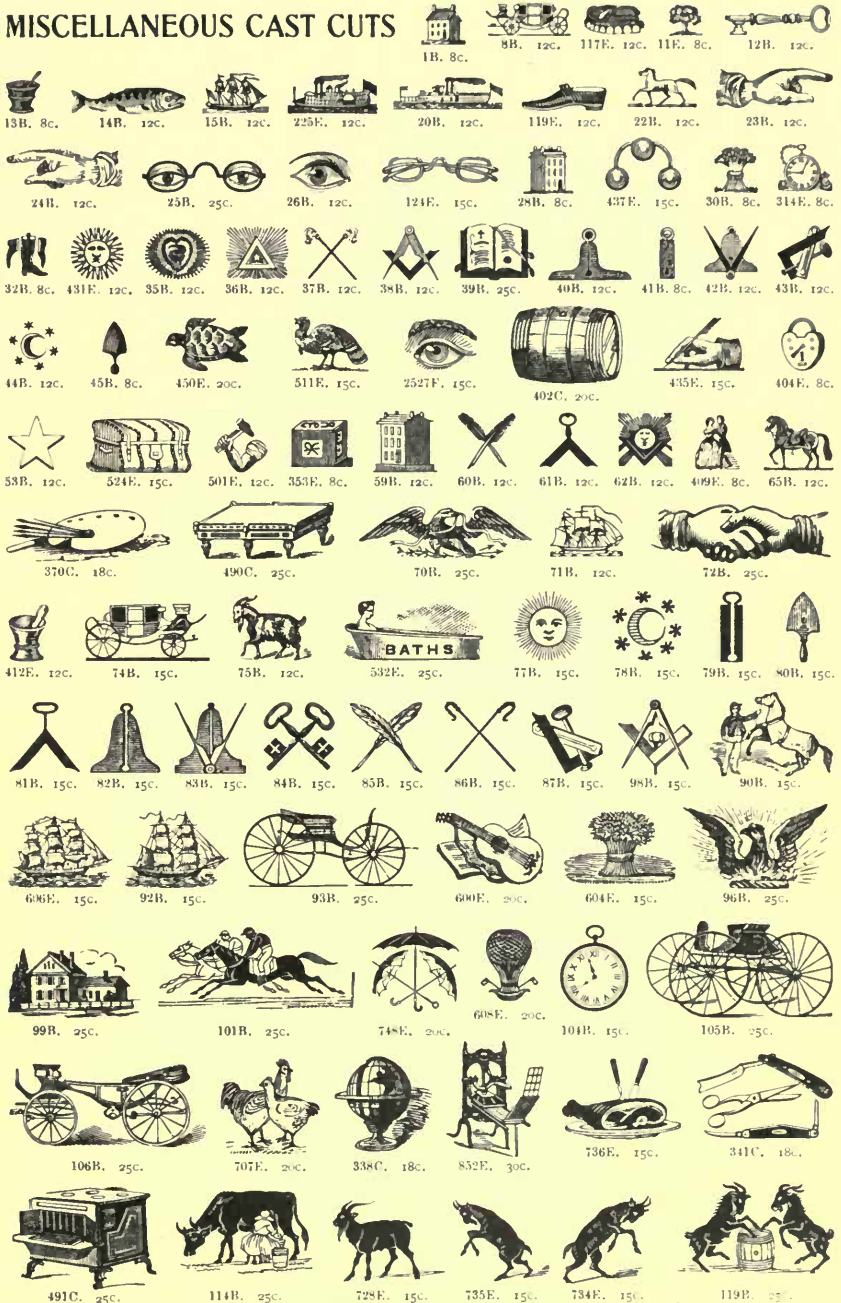 MISCELLANEOUS CAST CUTS
1B. 8c. 8B. 12c. 117E. 12c. 11E. 8c. 12B. 12c.
13B. 8c. 14B. 12c. 15B. 12c. 225E. 12c. 20B. 12c. 119E. 12c. 22B. 12c. 23B. 12c.
24B. 12c. 25B. 25c. 26B. 12c. 124E. 15c. 28B. 8c. 437E. 15c. 30B. 8c. 314E. 8c.
32B. 8c. 431E. 12c. 35B. 12c. 36B. 12c. 37B. 12c. 38B. 12c. 39B. 25c. 40B. 12c. 41B. 8c. 42B. 12c. 43B. 12c.
44B. 12c. 45B. 8c. 450E. 20c. 511E. 15c. 2527F. 15c. 402C. 20c. 435E. 15c. 404E. 8c.
53B. 12c. 524E. 15c. 501E. 12c. 353E. 8c. 59B. 12c. 60B. 12c. 61B. 12c. 62B. 12c. 409E. 8c. 65B. 12c.
370C. 18c. 490C. 25c. 70B. 25c. 71B. 12c. 72B. 25c.
BATHS
412E. 12c. 74B. 15c. 75B. 12c. 532E. 25c. 77B. 15c. 78B. 15c. 79B. 15c. 80B. 15c.
81B. 15c. 82B. 15c. 83B. 15c. 84B. 15c. 85B. 15c. 86B. 15c. 87B. 15c. 98B. 15c. 90B. 15c.
606E. 15c. 92B. 15c. 93B. 25c. 600E. 20c. 604E. 15c. 96B. 25c.
99B. 25c. 101B. 25c. 748E. 20c. 608E. 20c. 104B. 15c. 105B. 25c.
106B. 25c. 707E. 20c. 338C. 18c. 852E. 30c. 736E. 15c. 341C. 18c.
491C. 25c. 114B. 25c. 728E. 15c. 735E. 15c. 734E. 15c. 119B.